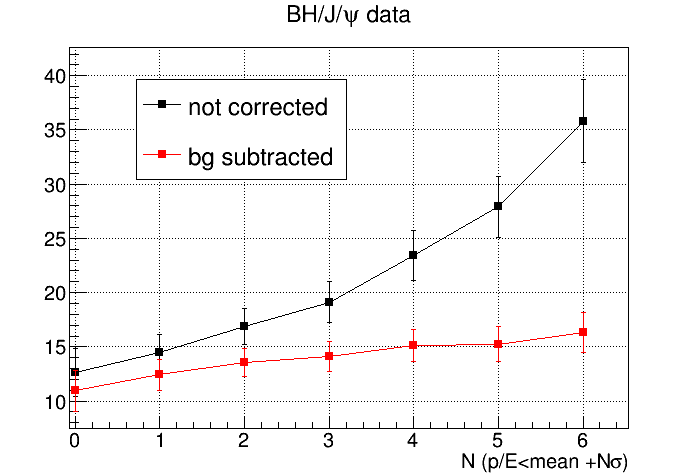 BH/J/ψ data
not corrected
bg subtracted
40
35
30
25
20
15
10
0 1 2 3 4 5 6
N (p/E<mean +Nσ)